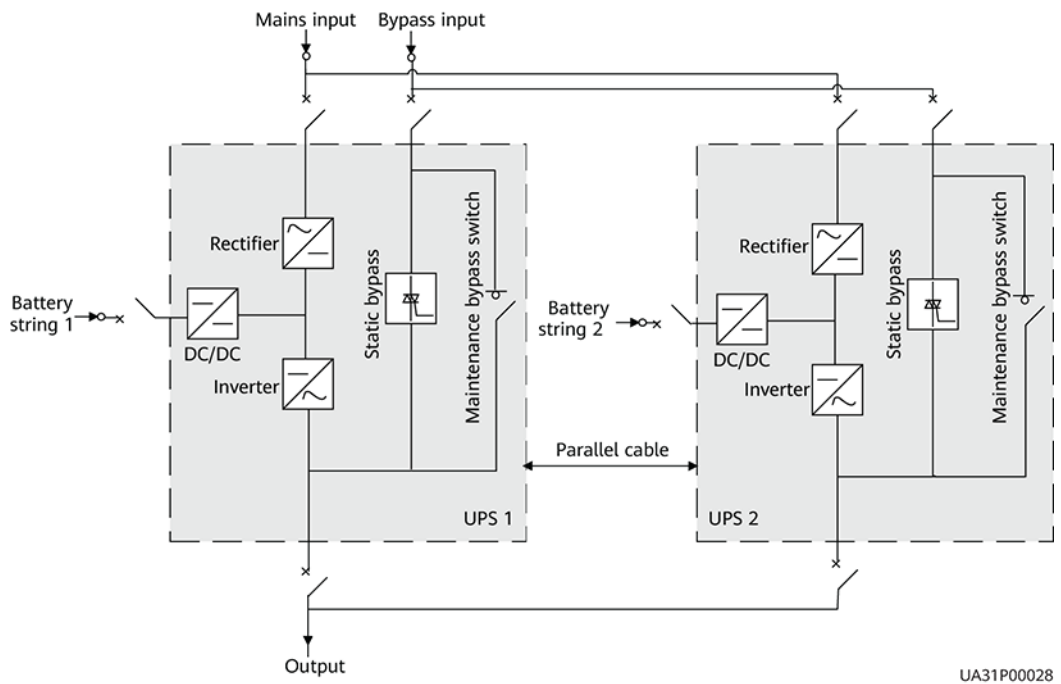 Mains input
Bypass input
Rectifier
Battery
string 1
DC/DC
Inverter
Static bypass
Maintenance bypass switch
UPS 1
Parallel cable
Rectifier
Battery
string 2
DC/DC
Inverter
Static bypass
Maintenance bypass switch
UPS 2
Output
UA31P00028